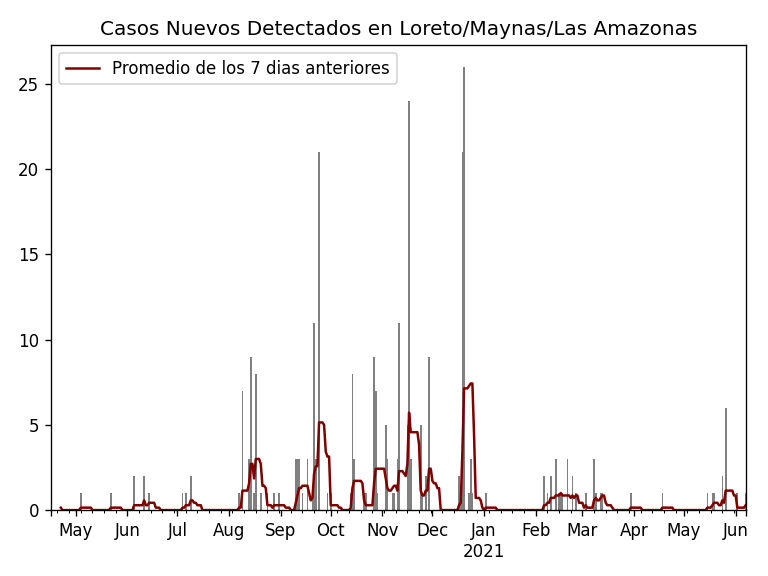 Casos Nuevos Detectados en Loreto/Maynas/Las Amazonas
Promedio de los 7 dias anteriores
25
20
15
10
5
0
May Jun Jul Aug Sep Oct Nov Dec Jan Feb Mar Apr May Jun
2021